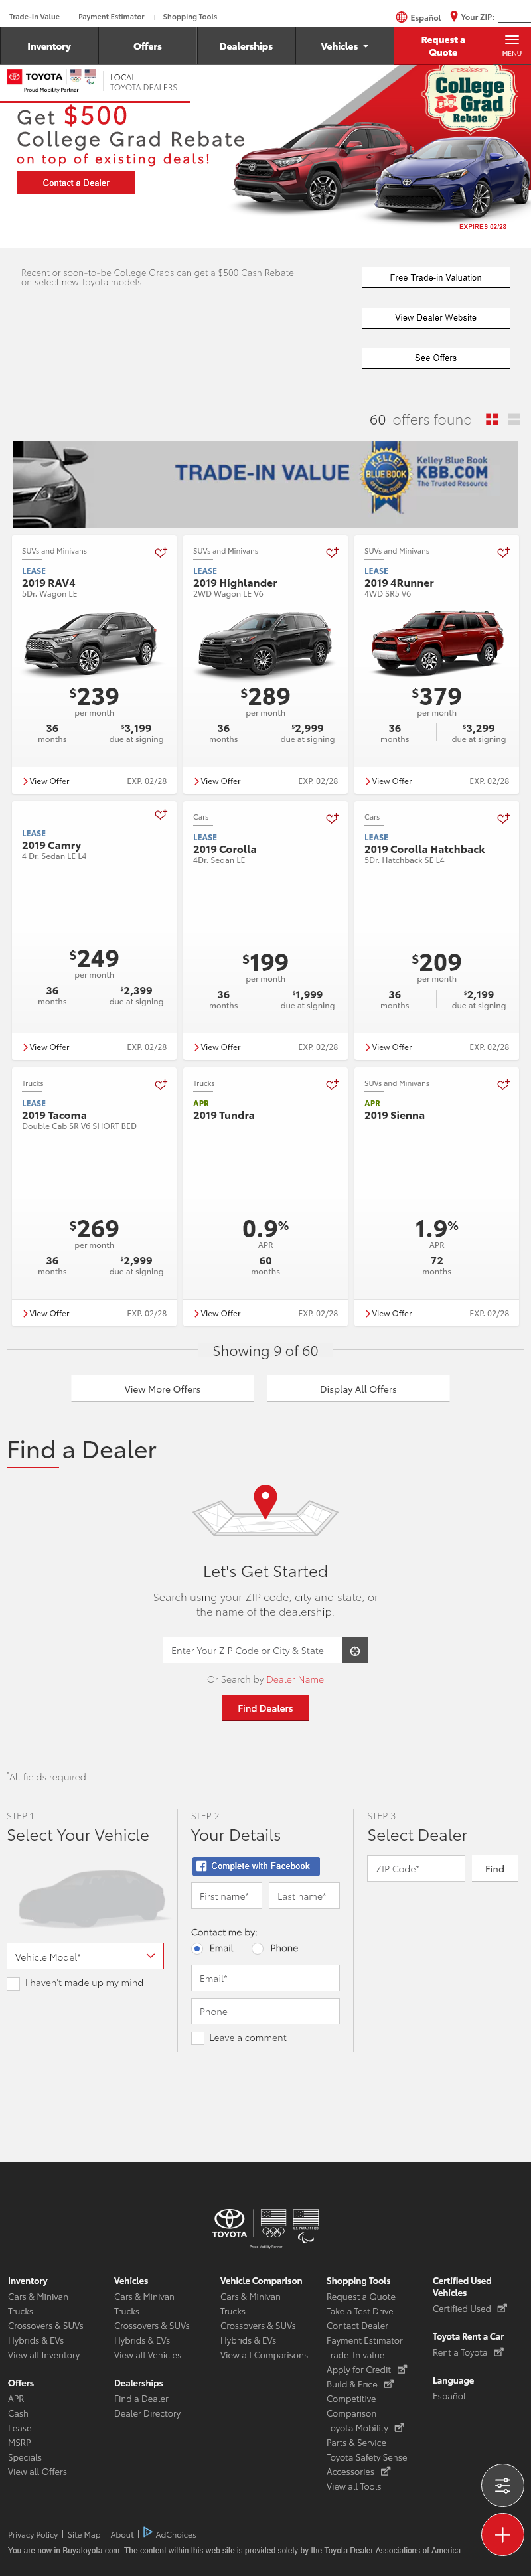 Trade-In Value | Payment Estimator | Shopping Tools
Español Your ZIP:
Inventory Offers Dealerships Vehicles Request a Quote MENU
TOYOTA
Proud Mobility Partner
LOCAL
TOYOTA DEALERS
College
Grad
Rebate
Get $500
College Grad Rebate
on top of existing deals!
Contact a Dealer
EXPIRES 02/28
Recent or soon-to-be College Grads can get a $500 Cash Rebate
on select new Toyota models.
Free Trade-in Valuation
View Dealer Website
See Offers
60 offers found
TRADE-IN VALUE
Kelley Blue Book
KELLEY BLUE BOOK
KBB.COM
The Trusted Resource
SUVs and Minivans
LEASE
2019 RAV4
5Dr. Wagon LE
$239
per month
36 $3,199
months due at signing
View Offer EXP. 02/28
SUVs and Minivans
LEASE
2019 Highlander
2WD Wagon LE V6
$289
per month
36 $2,999
months due at signing
View Offer EXP. 02/28
SUVs and Minivans
LEASE
2019 4Runner
4WD SR5 V6
$379
per month
36 $3,299
months due at signing
View Offer EXP. 02/28
LEASE
2019 Camry
4 Dr. Sedan LE L4
$249
per month
36 $2,399
months due at signing
View Offer EXP. 02/28
Cars
LEASE
2019 Corolla
4Dr. Sedan LE
$199
per month
36 $1,999
months due at signing
View Offer EXP. 02/28
Cars
LEASE
2019 Corolla Hatchback
5Dr. Hatchback SE L4
$209
per month
36 $2,199
months due at signing
View Offer EXP. 02/28
Trucks
LEASE
2019 Tacoma
Double Cab SR V6 SHORT BED
$269
per month
36 $2,999
months due at signing
View Offer EXP. 02/28
Trucks
APR
2019 Tundra
0.9%
APR
60
months
View Offer EXP. 02/28
SUVs and Minivans
APR
2019 Sienna
1.9%
APR
72
months
View Offer EXP. 02/28
Showing 9 of 60
View More Offers Display All Offers
Find a Dealer
Let's Get Started
Search using your ZIP code, city and state, or
the name of the dealership.
Enter Your ZIP Code or City & State
Or Search by Dealer Name
Find Dealers
*All fields required
STEP 1
Select Your Vehicle
Vehicle Model*
I haven't made up my mind
STEP 2
Your Details
Complete with Facebook
First name* Last name*
Contact me by:
Email Phone
Email*
Phone
Leave a comment
STEP 3
Select Dealer
ZIP Code* Find
TOYOTA
Proud Mobility Partner
Inventory
Cars & Minivan
Trucks
Crossovers & SUVs
Hybrids & EVs
View all Inventory
Offers
APR
Cash
Lease
MSRP
Specials
View all Offers
Vehicles
Cars & Minivan
Trucks
Crossovers & SUVs
Hybrids & EVs
View all Vehicles
Dealerships
Find a Dealer
Dealer Directory
Vehicle Comparison
Cars & Minivan
Trucks
Crossovers & SUVs
Hybrids & EVs
View all Comparisons
Shopping Tools
Request a Quote
Take a Test Drive
Contact Dealer
Payment Estimator
Trade-In value
Apply for Credit
Build & Price
Competitive
Comparison
Toyota Mobility
Parts & Service
Toyota Safety Sense
Accessories
View all Tools
Certified Used
Vehicles
Certified Used
Toyota Rent a Car
Rent a Toyota
Language
Español
Privacy Policy | Site Map | About | AdChoices
You are now in Buyatoyota.com. The content within this web site is provided solely by the Toyota Dealer Associations of America.